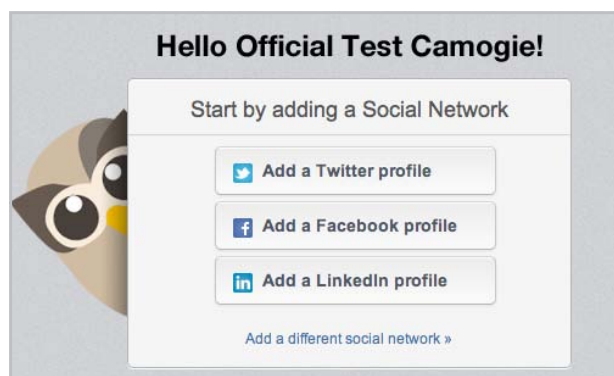 Hello Official Test Camogie!
Start by adding a Social Network
Add a Twitter profile
Add a Facebook profile
Add a LinkedIn profile
Add a different social network »